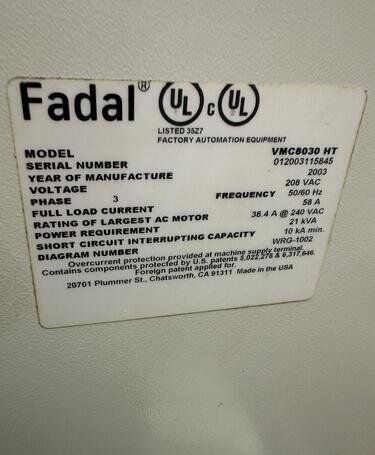 Fadal® UL c UL
LISTED 35Z7
FACTORY AUTOMATION EQUIPMENT
MODEL VMC8030 HT
SERIAL NUMBER 012003115845
YEAR OF MANUFACTURE 2003
VOLTAGE 208 VAC
PHASE 3 FREQUENCY 50/60 Hz
FULL LOAD CURRENT 58 A
RATING OF LARGEST AC MOTOR 38.4 A @ 240 VAC
POWER REQUIREMENT 21 kVA
SHORT CIRCUIT INTERRUPTING CAPACITY 10 kA min.
DIAGRAM NUMBER WRG-1002
Overcurrent protection provided at machine supply terminal.
Contains components protected by U.S. patents 5,022,278 & 6,317,646.
Foreign patent applied for.
20701 Plummer St., Chatsworth, CA 91311 Made in the USA